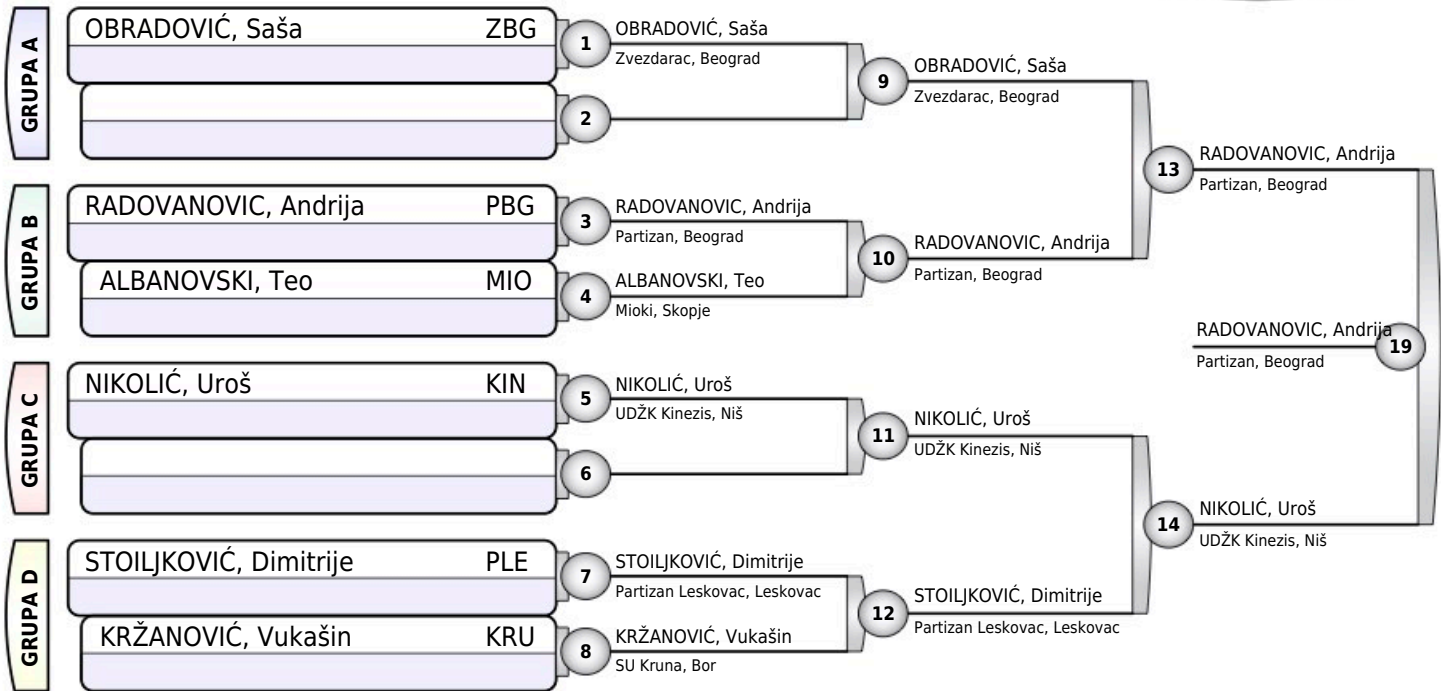 GRUPA A
OBRADOVIĆ, Saša ZBG
1
2
GRUPA B
RADOVANOVIC, Andrija PBG
3
ALBANOVSKI, Teo MIO
4
GRUPA C
NIKOLIĆ, Uroš KIN
5
6
GRUPA D
STOILJKOVIĆ, Dimitrije PLE
7
KRŽANOVIĆ, Vukašin KRU
8
OBRADOVIĆ, Saša
Zvezdarac, Beograd
9
RADOVANOVIC, Andrija
Partizan, Beograd
10
ALBANOVSKI, Teo
Mioki, Skopje
NIKOLIĆ, Uroš
UDŽK Kinezis, Niš
11
STOILJKOVIĆ, Dimitrije
Partizan Leskovac, Leskovac
12
KRŽANOVIĆ, Vukašin
SU Kruna, Bor
OBRADOVIĆ, Saša
Zvezdarac, Beograd
13
RADOVANOVIC, Andrija
Partizan, Beograd
NIKOLIĆ, Uroš
UDŽK Kinezis, Niš
14
STOILJKOVIĆ, Dimitrije
Partizan Leskovac, Leskovac
RADOVANOVIC, Andrija
Partizan, Beograd
RADOVANOVIC, Andrija
19
Partizan, Beograd
NIKOLIĆ, Uroš
UDŽK Kinezis, Niš